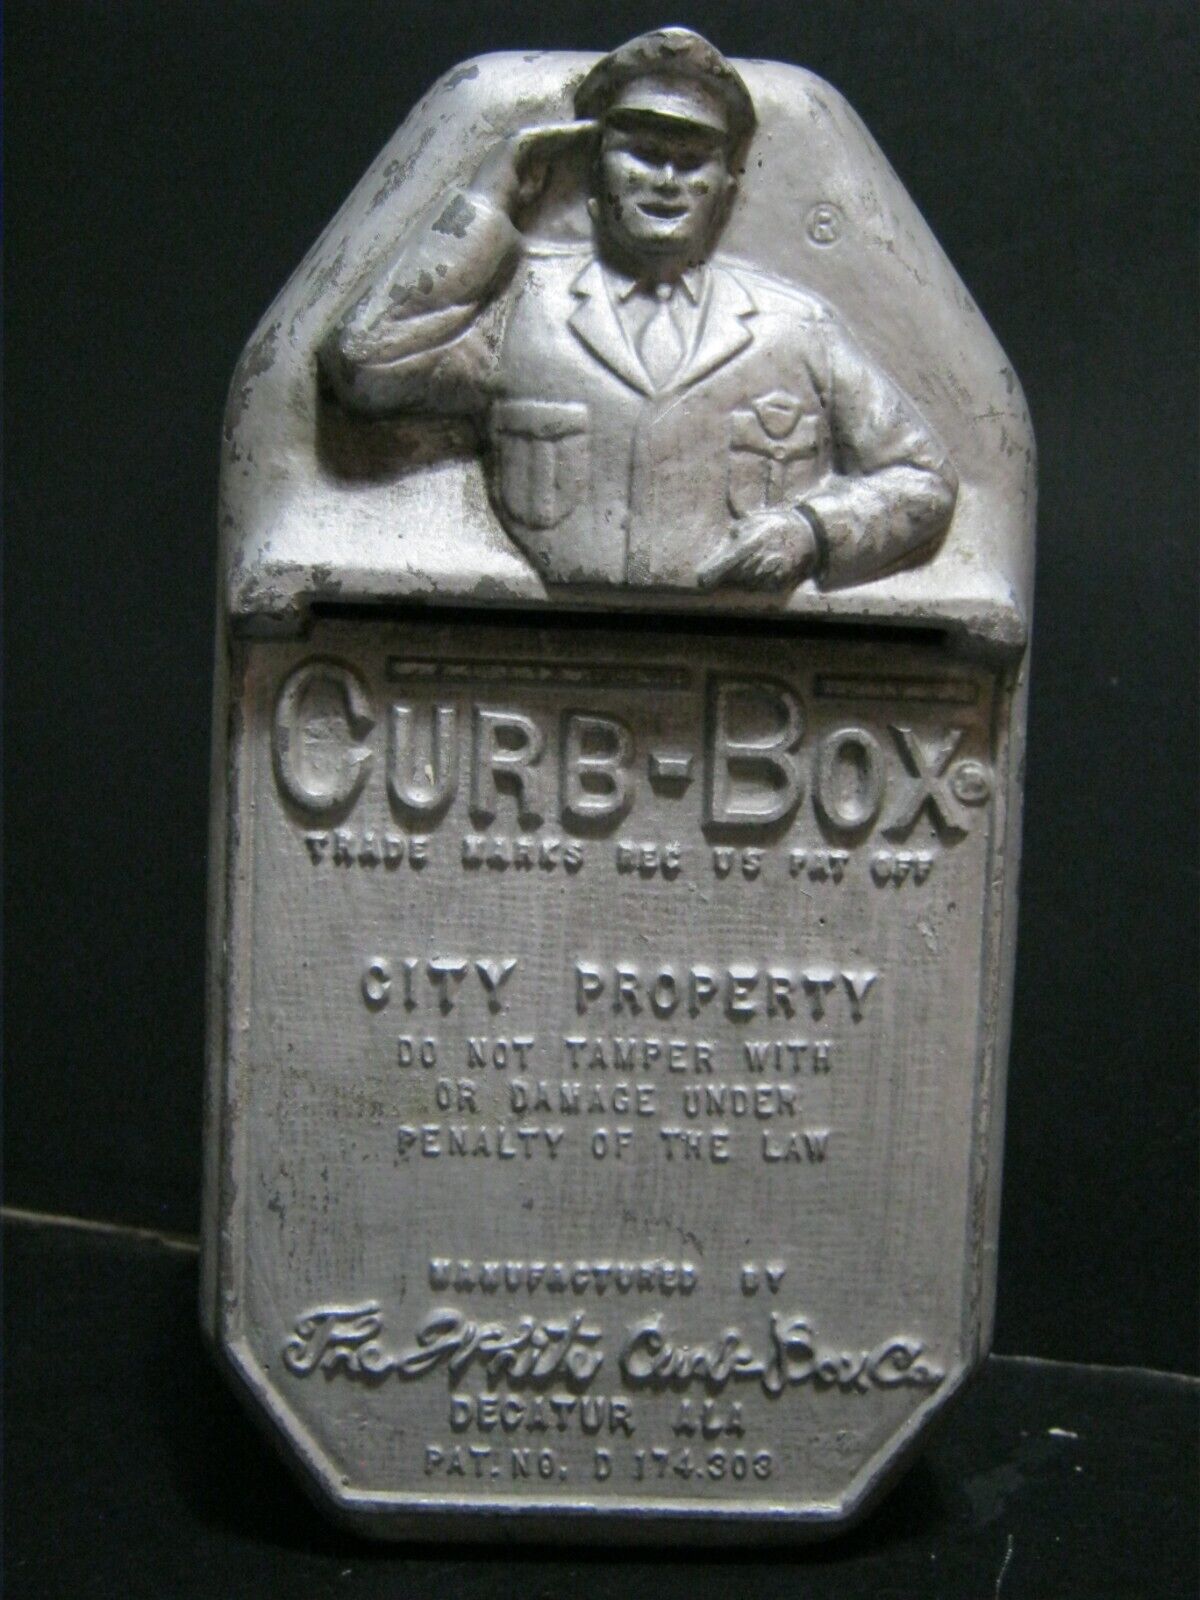 ®
CURB-BOX®
TRADE MARKS REG US PAT OFF
CITY PROPERTY
DO NOT TAMPER WITH
OR DAMAGE UNDER
PENALTY OF THE LAW
MANUFACTURED BY
The White Curb-Box Co.
DECATUR ALA
PAT. NO. D 174.303